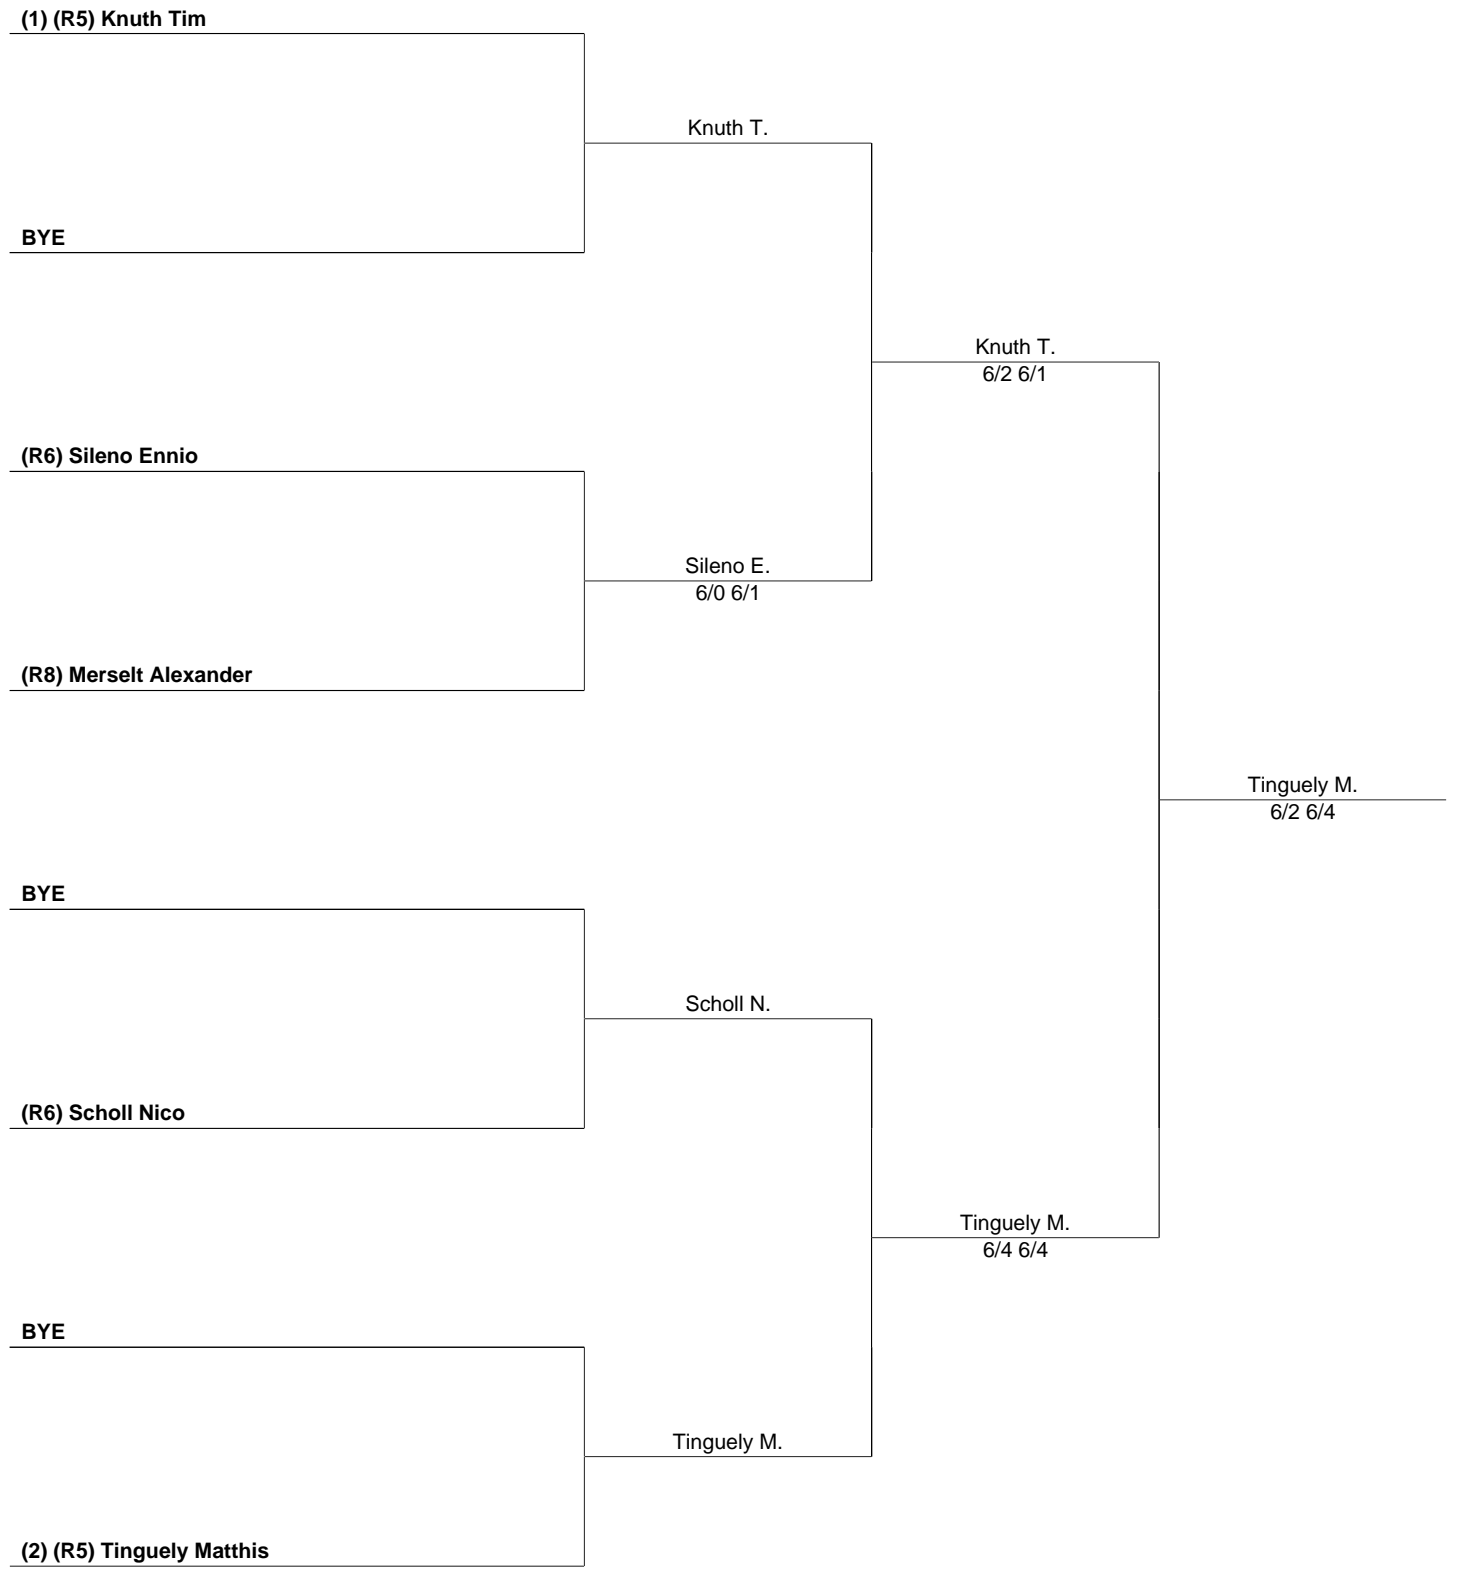 (1) (R5) Knuth Tim
Knuth T.
BYE
Knuth T.
6/2 6/1
(R6) Sileno Ennio
Sileno E.
6/0 6/1
(R8) Merselt Alexander
Tinguely M.
6/2 6/4
BYE
Scholl N.
(R6) Scholl Nico
Tinguely M.
6/4 6/4
BYE
Tinguely M.
(2) (R5) Tinguely Matthis